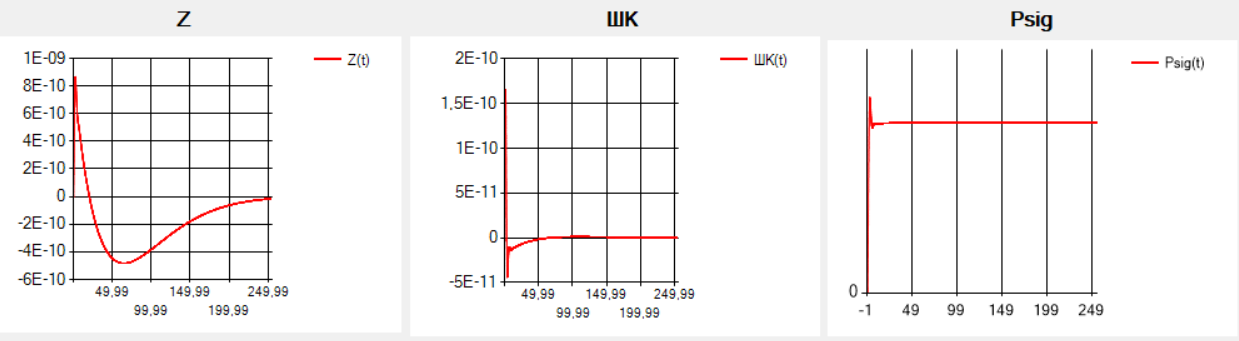 Z
1E-09
8E-10
6E-10
4E-10
2E-10
0
-2E-10
-4E-10
-6E-10
49,99
149,99
249,99
99,99
199,99
Z(t)
ШК
2E-10
1,5E-10
1E-10
5E-11
0
-5E-11
49,99
149,99
249,99
99,99
199,99
ШК(t)
Psig
0
-1
49
99
149
199
249
Psig(t)